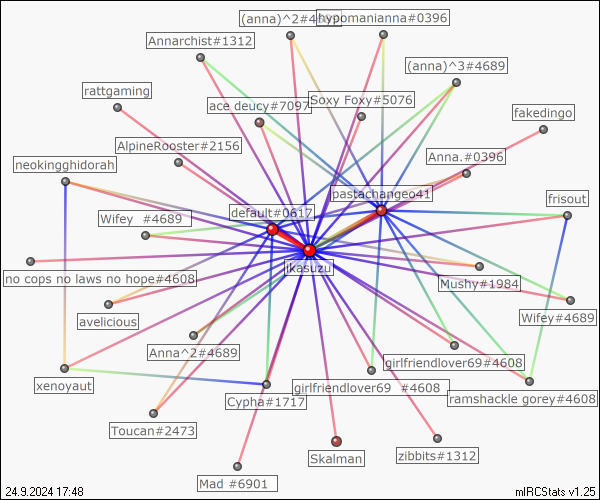 (anna)^2#4689
hypomanianna#0396
Annarchist#1312
(anna)^3#4689
rattgaming
ace deucy#7097
Soxy Foxy#5076
fakedingo
AlpineRooster#2156
Anna.#0396
neokingghidorah
pastachangeo41
frisout
default#0617
Wifey  #4689
jkasuzu
no cops no laws no hope#4608
Mushy#1984
avelicious
Wifey#4689
Anna^2#4689
girlfriendlover69#4608
xenoyaut
girlfriendlover69  #4608
Cypha#1717
ramshackle gorey#4608
Toucan#2473
Skalman
zibbits#1312
Mad #6901
24.9.2024 17:48
mIRCStats v1.25